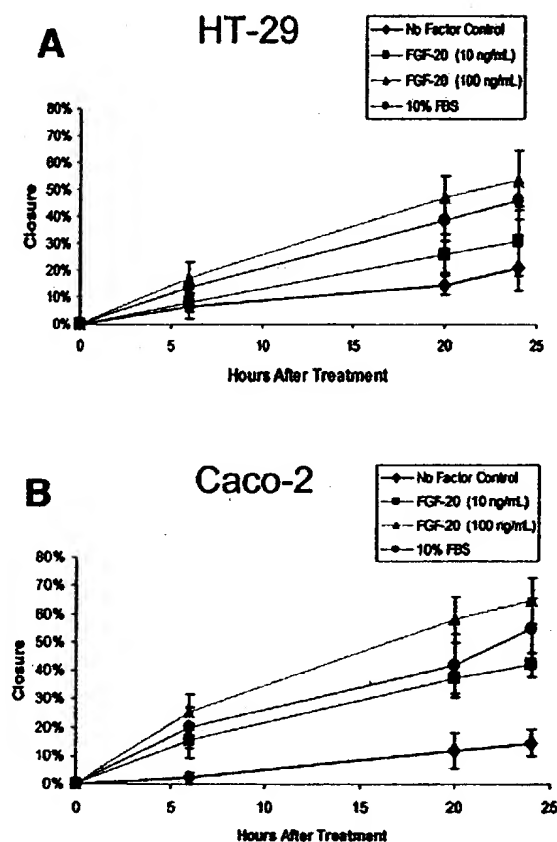 A
HT-29
No Factor Control
FGF-20 (10 ng/mL)
FGF-20 (100 ng/mL)
10% FBS
80%
70%
60%
50%
40%
30%
20%
10%
0%
Closure
0 5 10 15 20 25
Hours After Treatment
B
Caco-2
No Factor Control
FGF-20 (10 ng/mL)
FGF-20 (100 ng/mL)
10% FBS
80%
70%
60%
50%
40%
30%
20%
10%
0%
Closure
0 5 10 15 20 25
Hours After Treatment